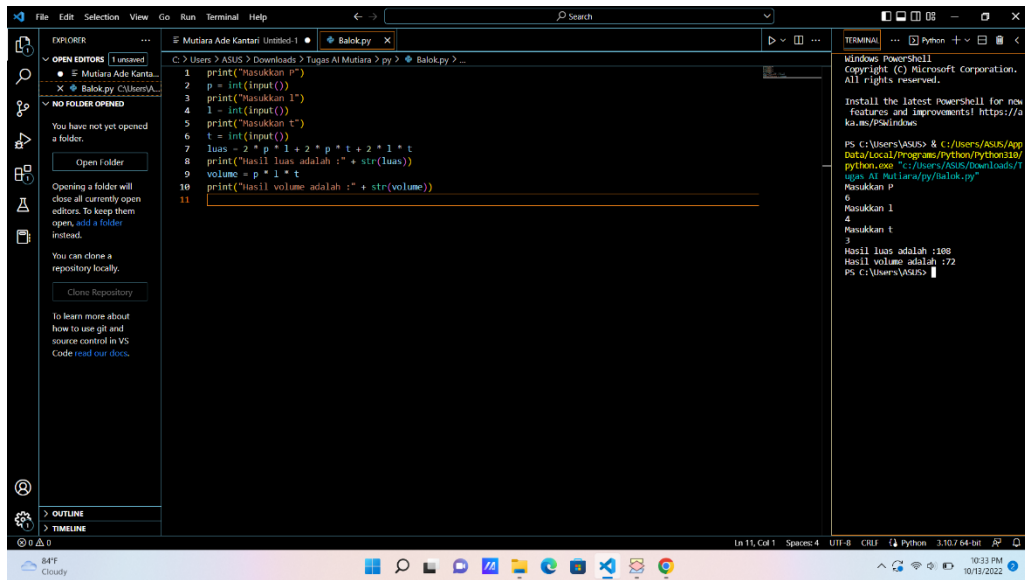 File Edit Selection View Go Run Terminal Help
Search
EXPLORER
OPEN EDITORS 1 unsaved
Mutiara Ade Kanta...
Balok.py C:\Users\A...
NO FOLDER OPENED
You have not yet opened
a folder.
Open Folder
Opening a folder will
close all currently open
editors. To keep them
open, add a folder
instead.
You can clone a
repository locally.
Clone Repository
To learn more about
how to use git and
source control in VS
Code read our docs.
OUTLINE
TIMELINE
Mutiara Ade Kantari Untitled-1
Balok.py
C: > Users > ASUS > Downloads > Tugas AI Mutiara > py > Balok.py > ...
1 print("Masukkan P")
2 p = int(input())
3 print("Masukkan l")
4 l = int(input())
5 print("Masukkan t")
6 t = int(input())
7 luas = 2 * p * l + 2 * p * t + 2 * l * t
8 print("Hasil luas adalah :" + str(luas))
9 volume = p * l * t
10 print("Hasil volume adalah :" + str(volume))
11
TERMINAL ... Python
Windows PowerShell
Copyright (C) Microsoft Corporation.
All rights reserved.
Install the latest PowerShell for new
features and improvements! https://a
ka.ms/PSWindows
PS C:\Users\ASUS> & C:/Users/ASUS/App
Data/Local/Programs/Python/Python310/
python.exe "c:/Users/ASUS/Downloads/T
ugas AI Mutiara/py/Balok.py"
Masukkan P
6
Masukkan l
4
Masukkan t
3
Hasil luas adalah :108
Hasil volume adalah :72
PS C:\Users\ASUS>
0 0
Ln 11, Col 1 Spaces: 4 UTF-8 CRLF Python 3.10.7 64-bit
84°F
Cloudy
10:33 PM
10/13/2022